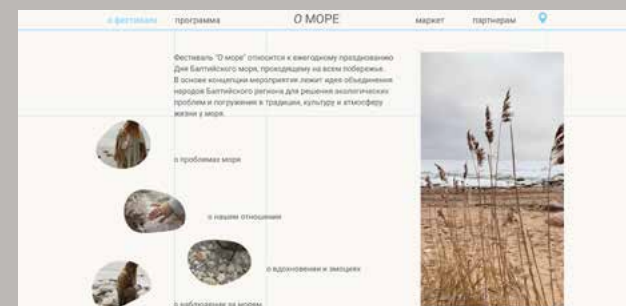 о фестивале
программа
О МОРЕ
маркет
партнерам
Фестиваль "О море" относится к ежегодному празднованию
Дня Балтийского моря, проходящему на всем побережье.
В основе концепции мероприятия лежит идея объединения
народов Балтийского региона для решения экологических
проблем и погружения в традиции, культуру и атмосферу
жизни у моря.
о проблемах моря
о нашем отношении
о вдохновении и эмоциях
о наблюдении за морем